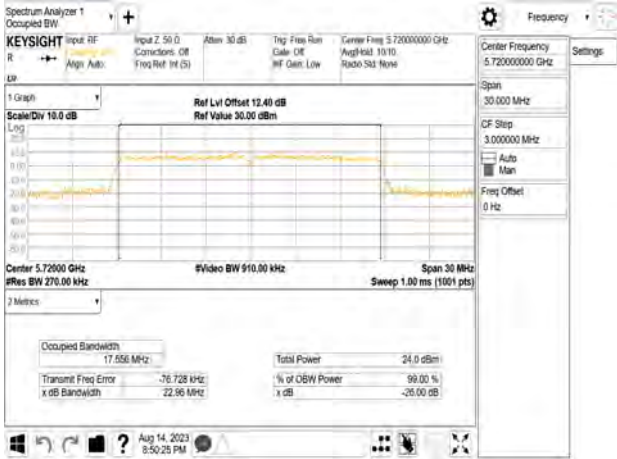 Spectrum Analyzer 1
Occupied BW
Frequency
KEYSIGHT
R
Input: RF
Align: Auto
Input Z: 50 Ω
Corrections: Off
Freq Ref: Int (S)
Atten: 30 dB
Trig: Free Run
Gate: Off
#IF Gain: Low
Center Freq: 5.720000000 GHz
Avg|Hold: 10/10
Radio Std: None
Center Frequency
5.720000000 GHz
Settings
Span
30.000 MHz
CF Step
3.000000 MHz
Auto
Man
Freq Offset
0 Hz
1 Graph
Scale/Div 10.0 dB
Ref Lvl Offset 12.40 dB
Ref Value 30.00 dBm
Log
Center 5.72000 GHz
#Video BW 910.00 kHz
Span 30 MHz
#Res BW 270.00 kHz
Sweep 1.00 ms (1001 pts)
2 Metrics
Occupied Bandwidth
17.556 MHz
Total Power
24.0 dBm
Transmit Freq Error
-76.728 kHz
% of OBW Power
99.00 %
x dB Bandwidth
22.96 MHz
x dB
-26.00 dB
?
Aug 14, 2023
8:50:25 PM